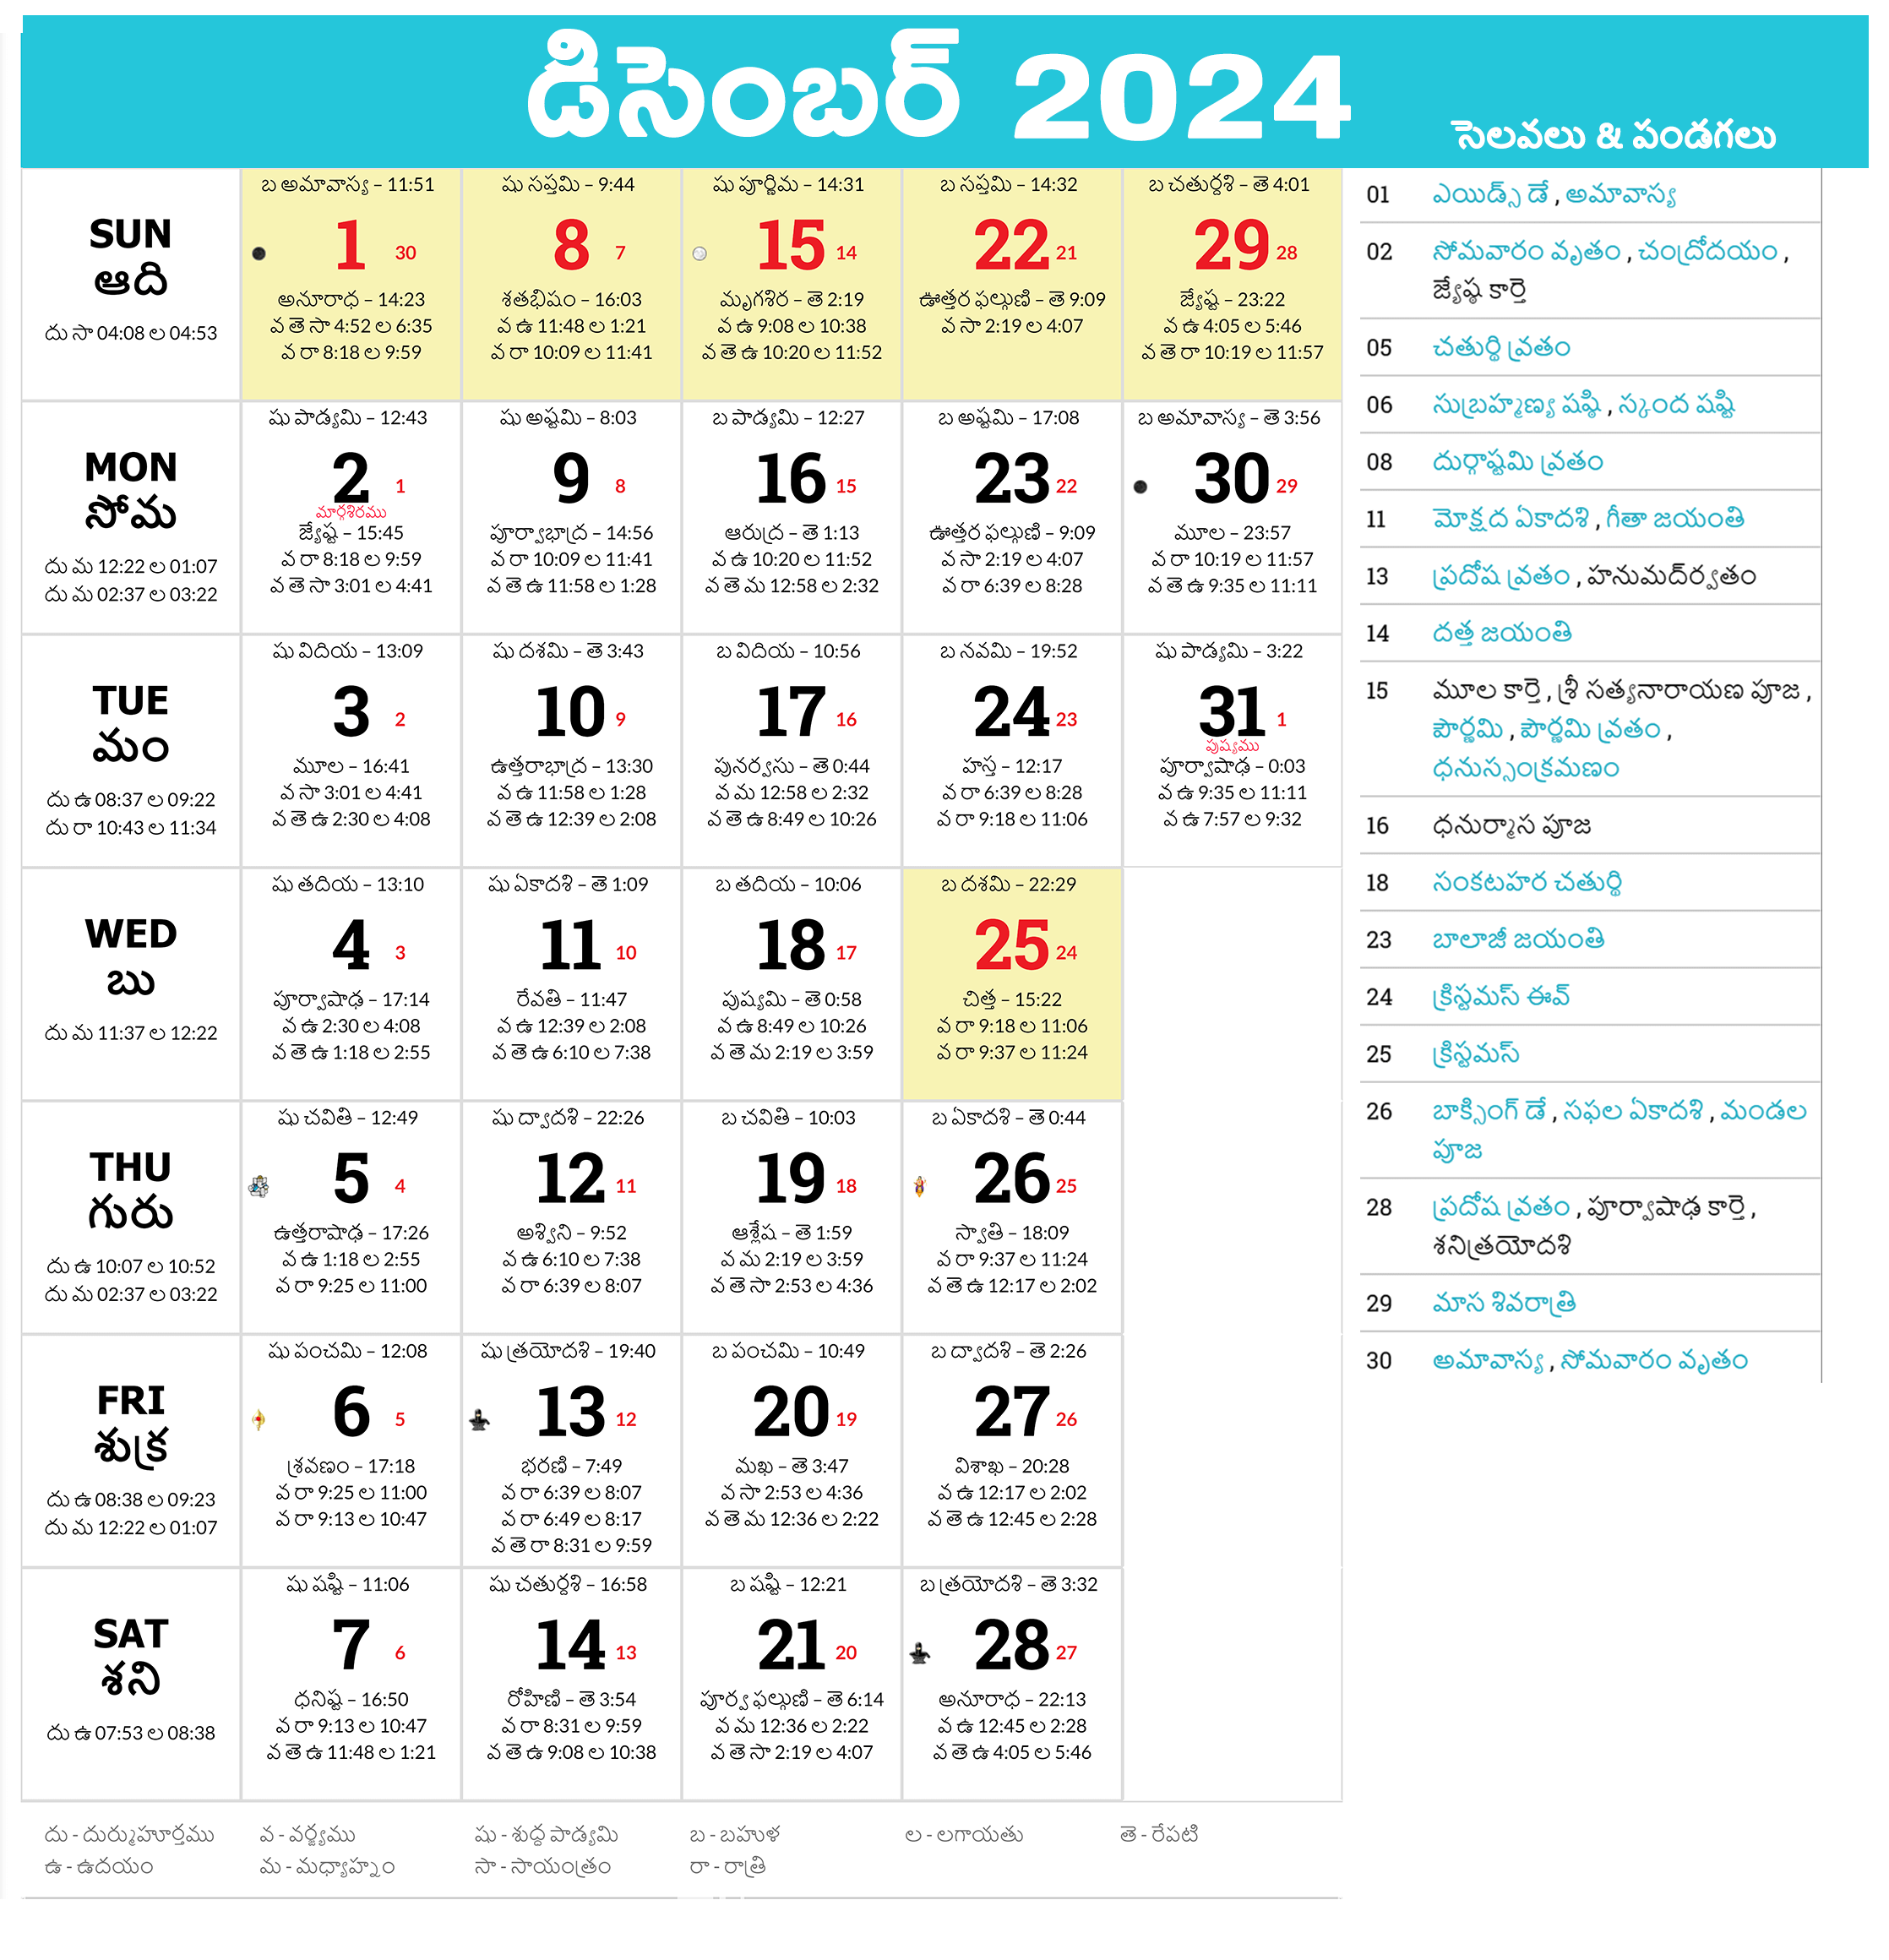 డిసెంబర్ 2024
సెలవలు & పండగలు
SUN
ఆది
దు సా 04:08 ల 04:53
బ అమావాస్య – 11:51
1 30
అనూరాధ – 14:23
వ తె సా 4:52 ల 6:35
వ రా 8:18 ల 9:59
షు సప్తమి – 9:44
8 7
శతభిషం – 16:03
వ ఉ 11:48 ల 1:21
వ రా 10:09 ల 11:41
షు పూర్ణిమ – 14:31
15 14
మృగశిర – తె 2:19
వ ఉ 9:08 ల 10:38
వ తె ఉ 10:20 ల 11:52
బ సప్తమి – 14:32
22 21
ఊత్తర ఫల్గుణి – తె 9:09
వ సా 2:19 ల 4:07
బ చతుర్దశి – తె 4:01
29 28
జ్యేష్ట – 23:22
వ ఉ 4:05 ల 5:46
వ తె రా 10:19 ల 11:57
MON
సోమ
దు మ 12:22 ల 01:07
దు మ 02:37 ల 03:22
షు పాడ్యమి – 12:43
2 1
మార్గశిరము
జ్యేష్ట – 15:45
వ రా 8:18 ల 9:59
వ తె సా 3:01 ల 4:41
షు అష్టమి – 8:03
9 8
పూర్వాభాద్ర – 14:56
వ రా 10:09 ల 11:41
వ తె ఉ 11:58 ల 1:28
బ పాడ్యమి – 12:27
16 15
ఆరుద్ర – తె 1:13
వ ఉ 10:20 ల 11:52
వ తె మ 12:58 ల 2:32
బ అష్టమి – 17:08
23 22
ఊత్తర ఫల్గుణి – 9:09
వ సా 2:19 ల 4:07
వ రా 6:39 ల 8:28
బ అమావాస్య – తె 3:56
30 29
మూల – 23:57
వ రా 10:19 ల 11:57
వ తె ఉ 9:35 ల 11:11
TUE
మం
దు ఉ 08:37 ల 09:22
దు రా 10:43 ల 11:34
షు విదియ – 13:09
3 2
మూల – 16:41
వ సా 3:01 ల 4:41
వ తె ఉ 2:30 ల 4:08
షు దశమి – తె 3:43
10 9
ఉత్తరాభాద్ర – 13:30
వ ఉ 11:58 ల 1:28
వ తె ఉ 12:39 ల 2:08
బ విదియ – 10:56
17 16
పునర్వసు – తె 0:44
వ మ 12:58 ల 2:32
వ తె ఉ 8:49 ల 10:26
బ నవమి – 19:52
24 23
హస్త – 12:17
వ రా 6:39 ల 8:28
వ రా 9:18 ల 11:06
షు పాడ్యమి – 3:22
31 1
పుష్యము
పూర్వాషాఢ – 0:03
వ ఉ 9:35 ల 11:11
వ ఉ 7:57 ల 9:32
WED
బు
దు మ 11:37 ల 12:22
షు తదియ – 13:10
4 3
పూర్వాషాఢ – 17:14
వ ఉ 2:30 ల 4:08
వ తె ఉ 1:18 ల 2:55
షు ఏకాదశి – తె 1:09
11 10
రేవతి – 11:47
వ ఉ 12:39 ల 2:08
వ తె ఉ 6:10 ల 7:38
బ తదియ – 10:06
18 17
పుష్యమి – తె 0:58
వ ఉ 8:49 ల 10:26
వ తె మ 2:19 ల 3:59
బ దశమి – 22:29
25 24
చిత్త – 15:22
వ రా 9:18 ల 11:06
వ రా 9:37 ల 11:24
THU
గురు
దు ఉ 10:07 ల 10:52
దు మ 02:37 ల 03:22
షు చవితి – 12:49
5 4
ఉత్తరాషాఢ – 17:26
వ ఉ 1:18 ల 2:55
వ రా 9:25 ల 11:00
షు ద్వాదశి – 22:26
12 11
అశ్విని – 9:52
వ ఉ 6:10 ల 7:38
వ రా 6:39 ల 8:07
బ చవితి – 10:03
19 18
ఆశ్లేష – తె 1:59
వ మ 2:19 ల 3:59
వ తె సా 2:53 ల 4:36
బ ఏకాదశి – తె 0:44
26 25
స్వాతి – 18:09
వ రా 9:37 ల 11:24
వ తె ఉ 12:17 ల 2:02
FRI
శుక్ర
దు ఉ 08:38 ల 09:23
దు మ 12:22 ల 01:07
షు పంచమి – 12:08
6 5
శ్రవణం – 17:18
వ రా 9:25 ల 11:00
వ రా 9:13 ల 10:47
షు త్రయోదశి – 19:40
13 12
భరణి – 7:49
వ రా 6:39 ల 8:07
వ రా 6:49 ల 8:17
వ తె రా 8:31 ల 9:59
బ పంచమి – 10:49
20 19
మఖ – తె 3:47
వ సా 2:53 ల 4:36
వ తె మ 12:36 ల 2:22
బ ద్వాదశి – తె 2:26
27 26
విశాఖ – 20:28
వ ఉ 12:17 ల 2:02
వ తె ఉ 12:45 ల 2:28
SAT
శని
దు ఉ 07:53 ల 08:38
షు షష్టి – 11:06
7 6
ధనిష్ట – 16:50
వ రా 9:13 ల 10:47
వ తె ఉ 11:48 ల 1:21
షు చతుర్దశి – 16:58
14 13
రోహిణి – తె 3:54
వ రా 8:31 ల 9:59
వ తె ఉ 9:08 ల 10:38
బ షష్టి – 12:21
21 20
పూర్వ ఫల్గుణి – తె 6:14
వ మ 12:36 ల 2:22
వ తె సా 2:19 ల 4:07
బ త్రయోదశి – తె 3:32
28 27
అనూరాధ – 22:13
వ ఉ 12:45 ల 2:28
వ తె ఉ 4:05 ల 5:46
01 ఎయిడ్స్ డే , అమావాస్య
02 సోమవారం వృతం , చంద్రోదయం ,
జ్యేష్ఠ కార్తె
05 చతుర్థి వ్రతం
06 సుబ్రహ్మణ్య షష్ఠి , స్కంద షష్టి
08 దుర్గాష్టమి వ్రతం
11 మోక్షద ఏకాదశి , గీతా జయంతి
13 ప్రదోష వ్రతం , హనుమద్ర్వతం
14 దత్త జయంతి
15 మూల కార్తె , శ్రీ సత్యనారాయణ పూజ ,
పౌర్ణమి , పౌర్ణమి వ్రతం ,
ధనుస్సంక్రమణం
16 ధనుర్మాస పూజ
18 సంకటహర చతుర్థి
23 బాలాజీ జయంతి
24 క్రిస్టమస్ ఈవ్
25 క్రిస్టమస్
26 బాక్సింగ్ డే , సఫల ఏకాదశి , మండల
పూజ
28 ప్రదోష వ్రతం , పూర్వాషాఢ కార్తె ,
శనిత్రయోదశి
29 మాస శివరాత్రి
30 అమావాస్య , సోమవారం వృతం
దు - దుర్ముహూర్తము వ - వర్జ్యము షు - శుద్ద పాడ్యమి బ - బహుళ ల - లగాయతు తె - రేపటి
ఉ - ఉదయం మ - మధ్యాహ్నం సా - సాయంత్రం రా - రాత్రి